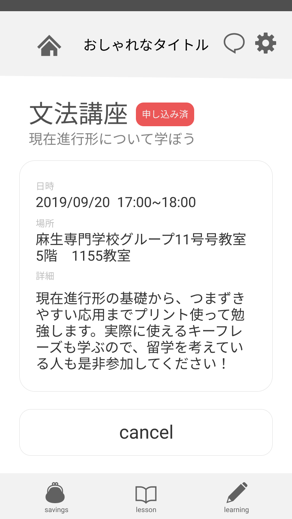 おしゃれなタイトル
文法講座 申し込み済
現在進行形について学ぼう
日時
2019/09/20 17:00~18:00
場所
麻生専門学校グループ11号号教室
5階　1155教室
詳細
現在進行形の基礎から、つまずき
やすい応用までプリント使って勉
強します。実際に使えるキーフレ
ーズも学ぶので、留学を考えてい
る人も是非参加してください！
cancel
savings lesson learning